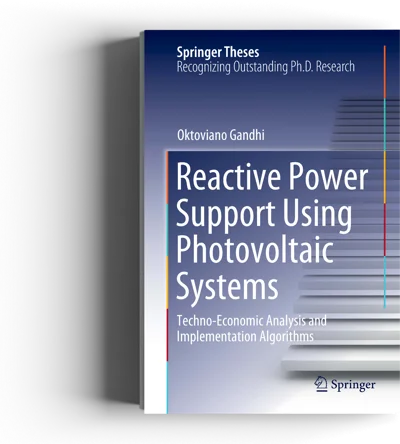 Springer Theses
Recognizing Outstanding Ph.D. Research
Oktoviano Gandhi
Reactive Power
Support Using
Photovoltaic
Systems
Techno-Economic Analysis and
Implementation Algorithms
Springer